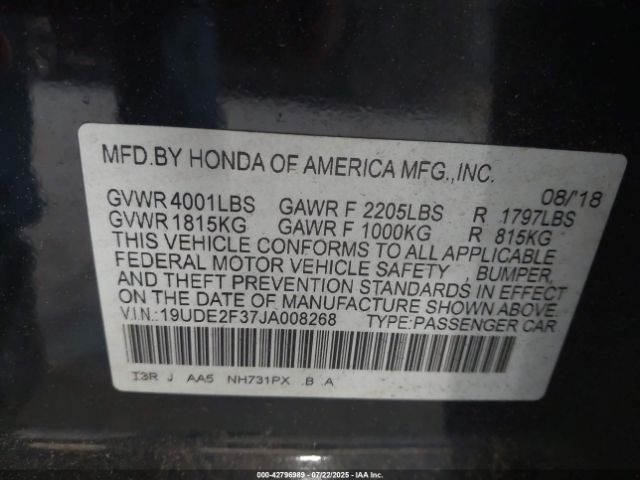 MFD.BY HONDA OF AMERICA MFG.,INC.
08/'18
GVWR 4001LBS GAWR F 2205LBS R 1797LBS
GVWR 1815KG GAWR F 1000KG R 815KG
THIS VEHICLE CONFORMS TO ALL APPLICABLE
FEDERAL MOTOR VEHICLE SAFETY BUMPER,
AND THEFT PREVENTION STANDARDS IN EFFECT
ON THE DATE OF MANUFACTURE SHOWN ABOVE.
V.I.N.:19UDE2F37JA008268 TYPE:PASSENGER CAR
I3R J AA5 NH731PX .B .A
000-42796989 - 07/22/2025 - IAAI.COM